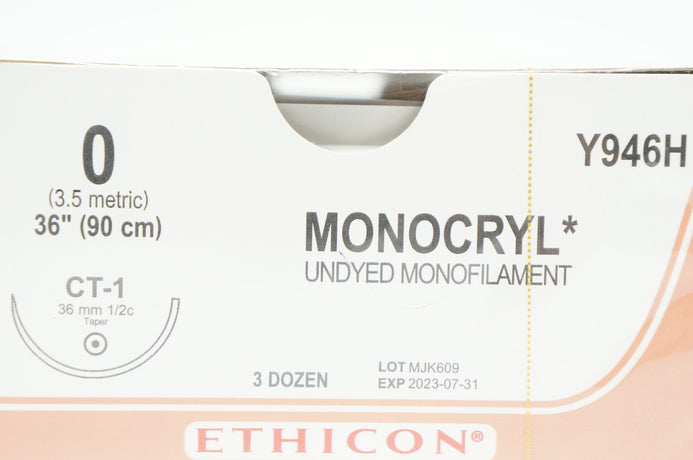 0
(3.5 metric)
36" (90 cm)
CT-1
36 mm 1/2c
Taper
Y946H
MONOCRYL*
UNDYED MONOFILAMENT
3 DOZEN
LOT MJK609
EXP 2023-07-31
ETHICON®